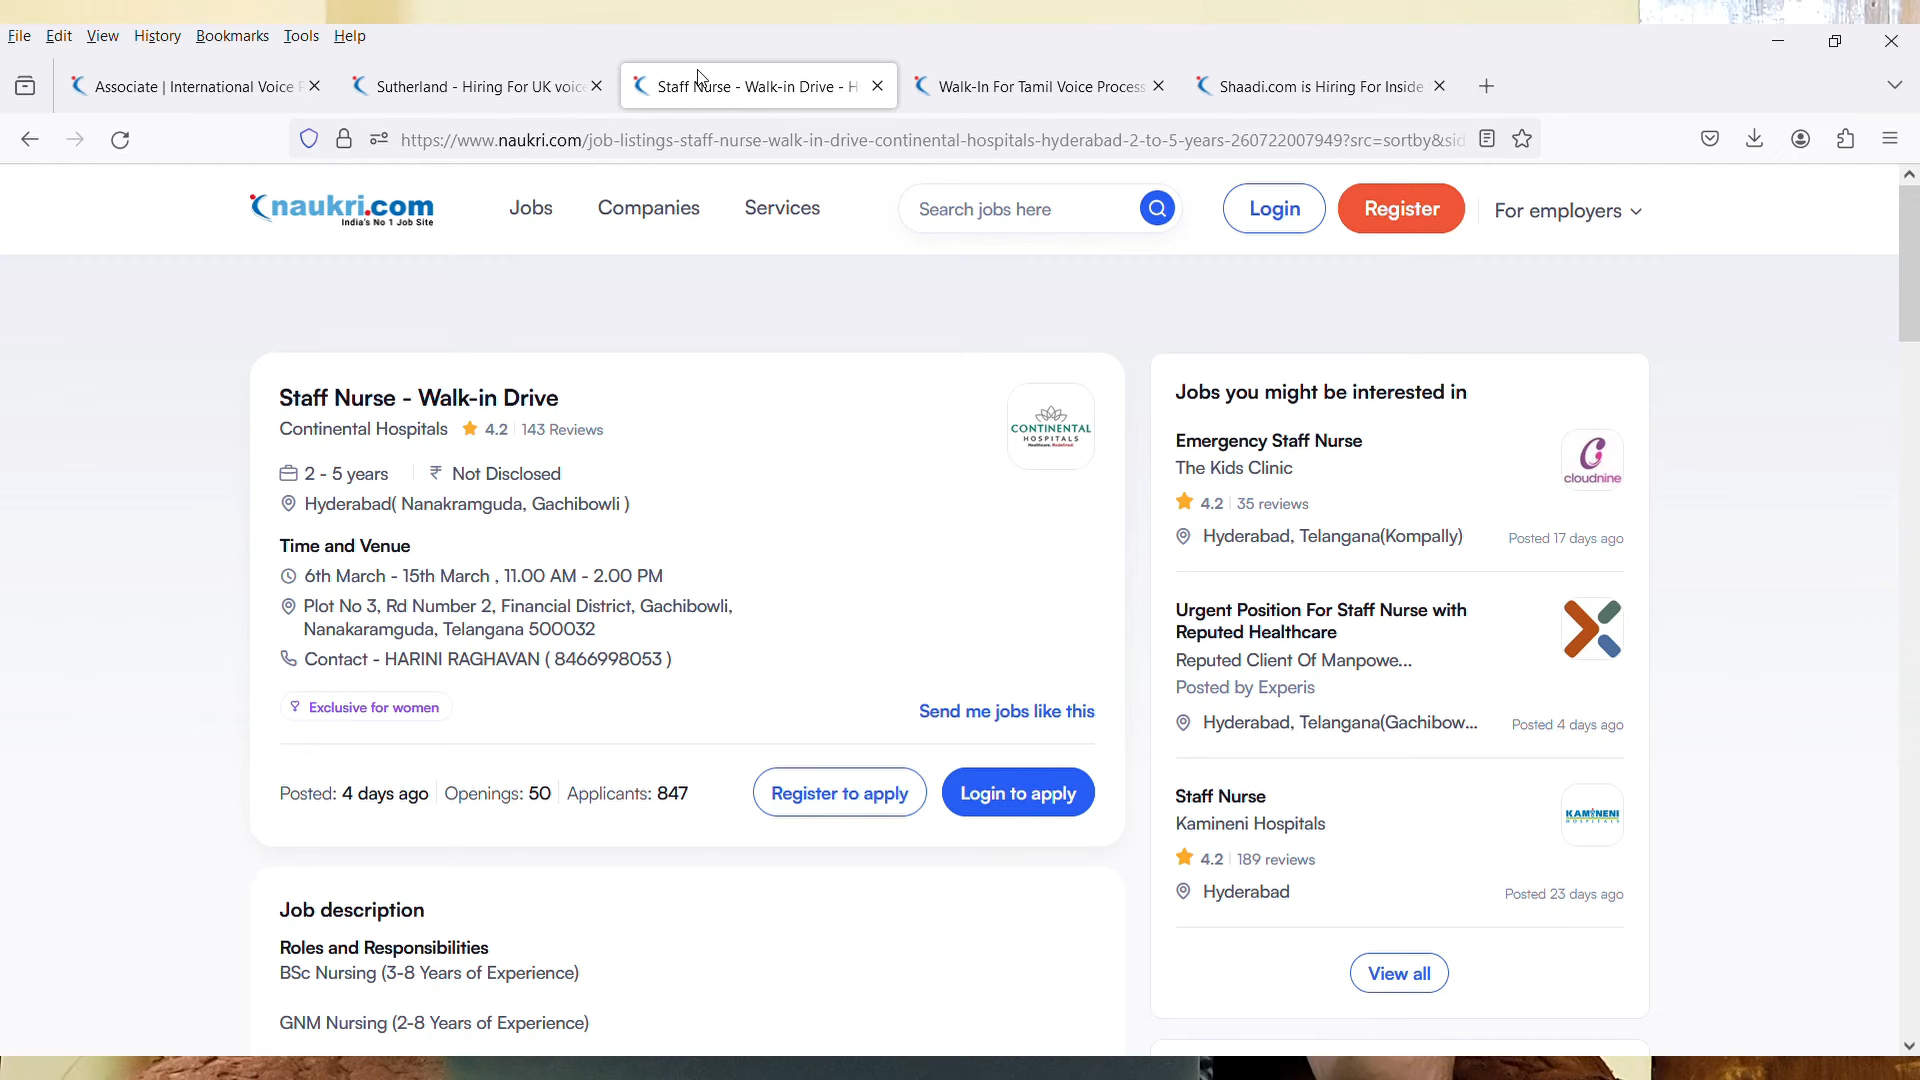 File Edit View History Bookmarks Tools Help
Associate | International Voice P
Sutherland - Hiring For UK voice
Staff Nurse - Walk-in Drive - H
Walk-In For Tamil Voice Process
Shaadi.com is Hiring For Inside
https://www.naukri.com/job-listings-staff-nurse-walk-in-drive-continental-hospitals-hyderabad-2-to-5-years-260722007949?src=sortby&sid
naukri.com
India's No 1 Job Site
Jobs
Companies
Services
Search jobs here
Login
Register
For employers
Staff Nurse - Walk-in Drive
Continental Hospitals 4.2 143 Reviews
CONTINENTAL
HOSPITALS
Healthcare. Redefined.
2 - 5 years ₹ Not Disclosed
Hyderabad( Nanakramguda, Gachibowli )
Time and Venue
6th March - 15th March , 11.00 AM - 2.00 PM
Plot No 3, Rd Number 2, Financial District, Gachibowli,
Nanakaramguda, Telangana 500032
Contact - HARINI RAGHAVAN ( 8466998053 )
Exclusive for women
Send me jobs like this
Posted: 4 days ago Openings: 50 Applicants: 847
Register to apply
Login to apply
Job description
Roles and Responsibilities
BSc Nursing (3-8 Years of Experience)
GNM Nursing (2-8 Years of Experience)
Jobs you might be interested in
Emergency Staff Nurse
The Kids Clinic
cloudnine
4.2 35 reviews
Hyderabad, Telangana(Kompally)
Posted 17 days ago
Urgent Position For Staff Nurse with
Reputed Healthcare
Reputed Client Of Manpowe...
Posted by Experis
Hyderabad, Telangana(Gachibow...
Posted 4 days ago
Staff Nurse
Kamineni Hospitals
KAMINENI
HOSPITALS
4.2 189 reviews
Hyderabad
Posted 23 days ago
View all